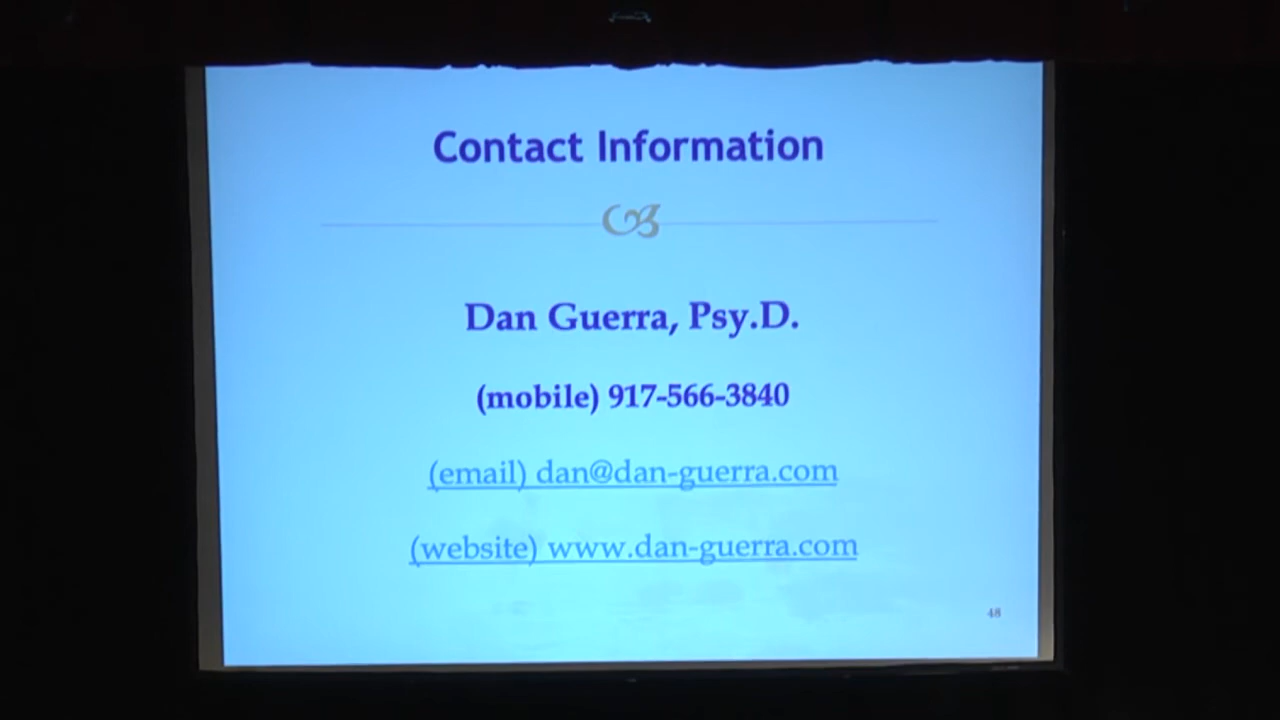 Contact Information
Dan Guerra, Psy.D.
(mobile) 917-566-3840
(email) dan@dan-guerra.com
(website) www.dan-guerra.com
48